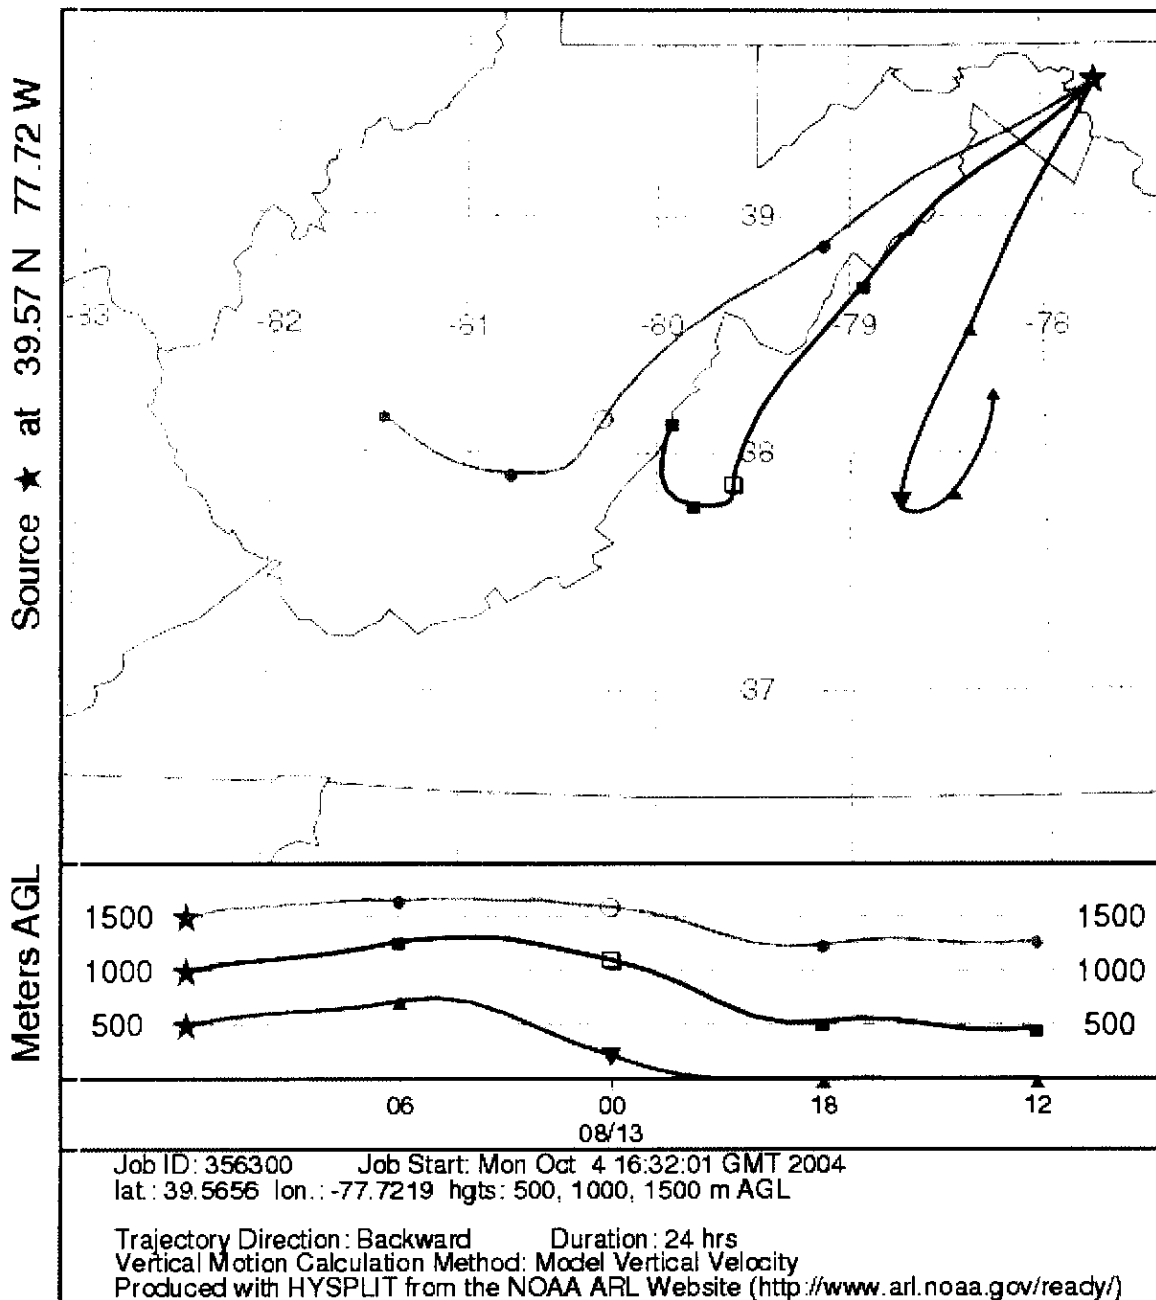 Source ★ at 39.57 N 77.72 W
39
-83 -82 -81 -80 -79 -78
38
37
Meters AGL
1500 1500
1000 1000
500 500
06 00 18 12
08/13
Job ID: 356300 Job Start: Mon Oct 4 16:32:01 GMT 2004
lat.: 39.5656 lon.: -77.7219 hgts: 500, 1000, 1500 m AGL
Trajectory Direction: Backward Duration: 24 hrs
Vertical Motion Calculation Method: Model Vertical Velocity
Produced with HYSPLIT from the NOAA ARL Website (http://www.arl.noaa.gov/ready/)